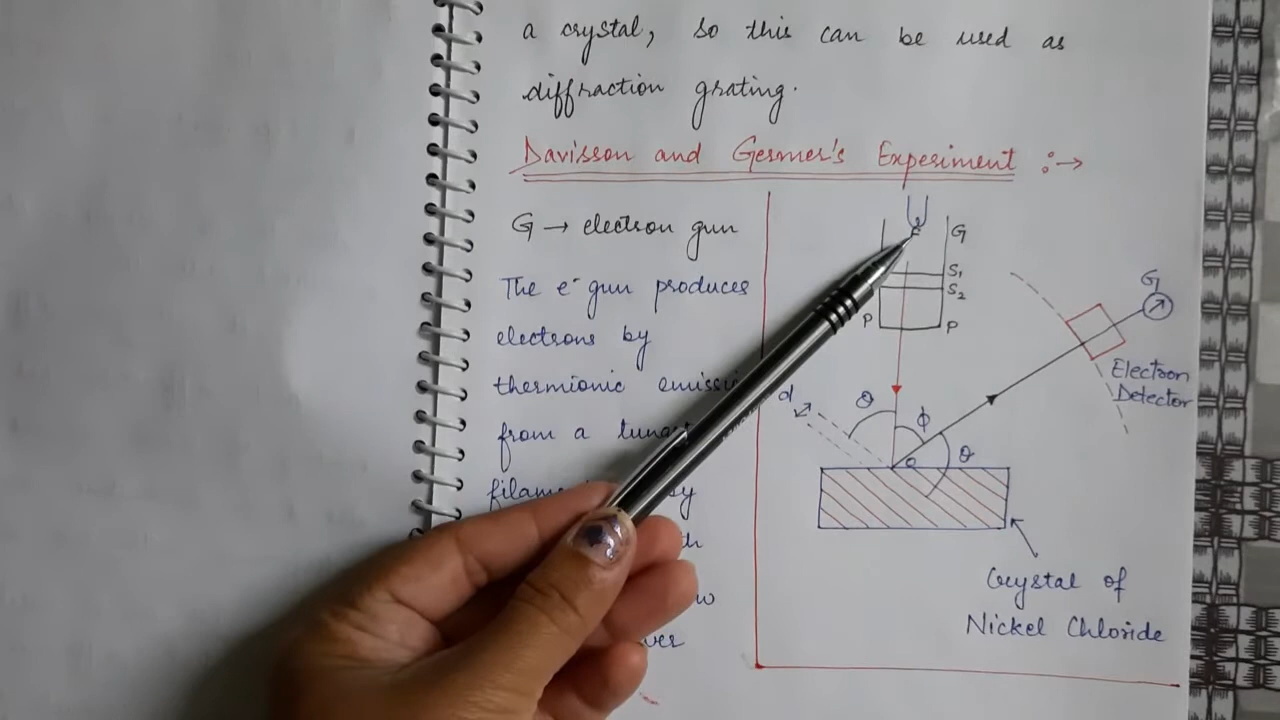 a crystal, so this can be used as
diffraction grating.
Davisson and Germer's Experiment :→
G → electron gun
The e⁻ gun produces
electrons by
thermionic
from a
F
G
S₁
S₂
P P
G
Electron
Detector
d
θ
ϕ
θ
Crystal of
Nickel Chloride